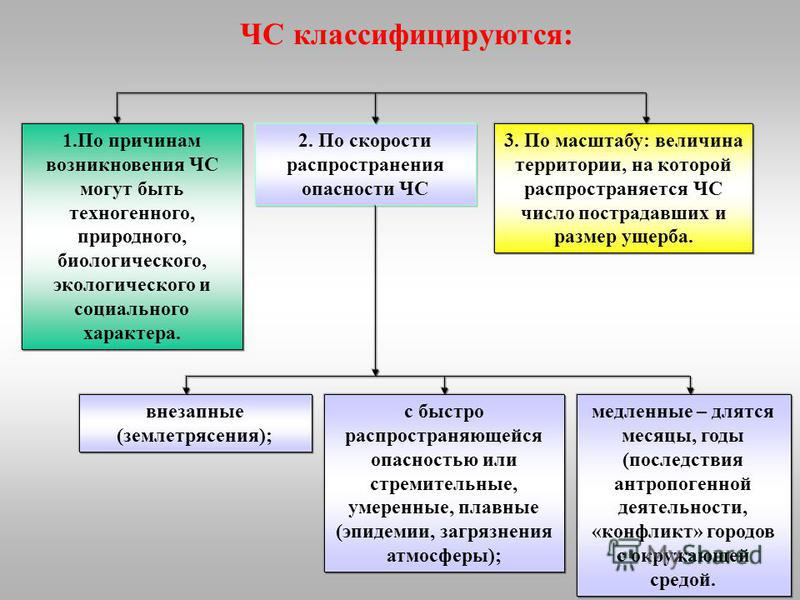 ЧС классифицируются:
1.По причинам
возникновения ЧС
могут быть
техногенного,
природного,
биологического,
экологического и
социального
характера.
2. По скорости
распространения
опасности ЧС
3. По масштабу: величина
территории, на которой
распространяется ЧС
число пострадавших и
размер ущерба.
внезапные
(землетрясения);
с быстро
распространяющейся
опасностью или
стремительные,
умеренные, плавные
(эпидемии, загрязнения
атмосферы);
медленные – длятся
месяцы, годы
(последствия
антропогенной
деятельности,
«конфликт» городов
с окружающей
средой.
MyShared